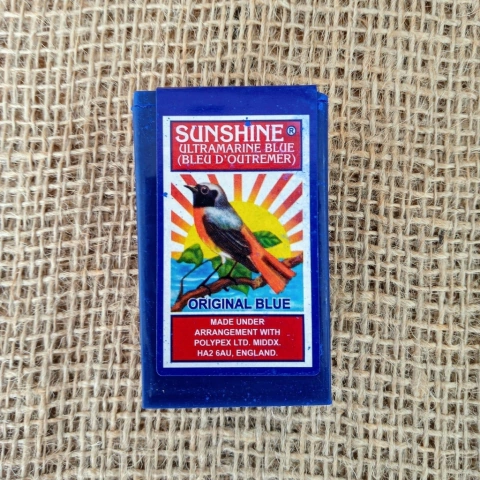 SUNSHINE®
ULTRAMARINE BLUE
(BLEU D'OUTREMER)
ORIGINAL BLUE
MADE UNDER
ARRANGEMENT WITH
POLYPEX LTD. MIDDX.
HA2 6AU, ENGLAND.